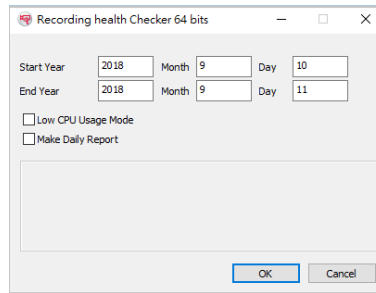 Recording health Checker 64 bits
Start Year 2018 Month 9 Day 10
End Year 2018 Month 9 Day 11
Low CPU Usage Mode
Make Daily Report
OK Cancel